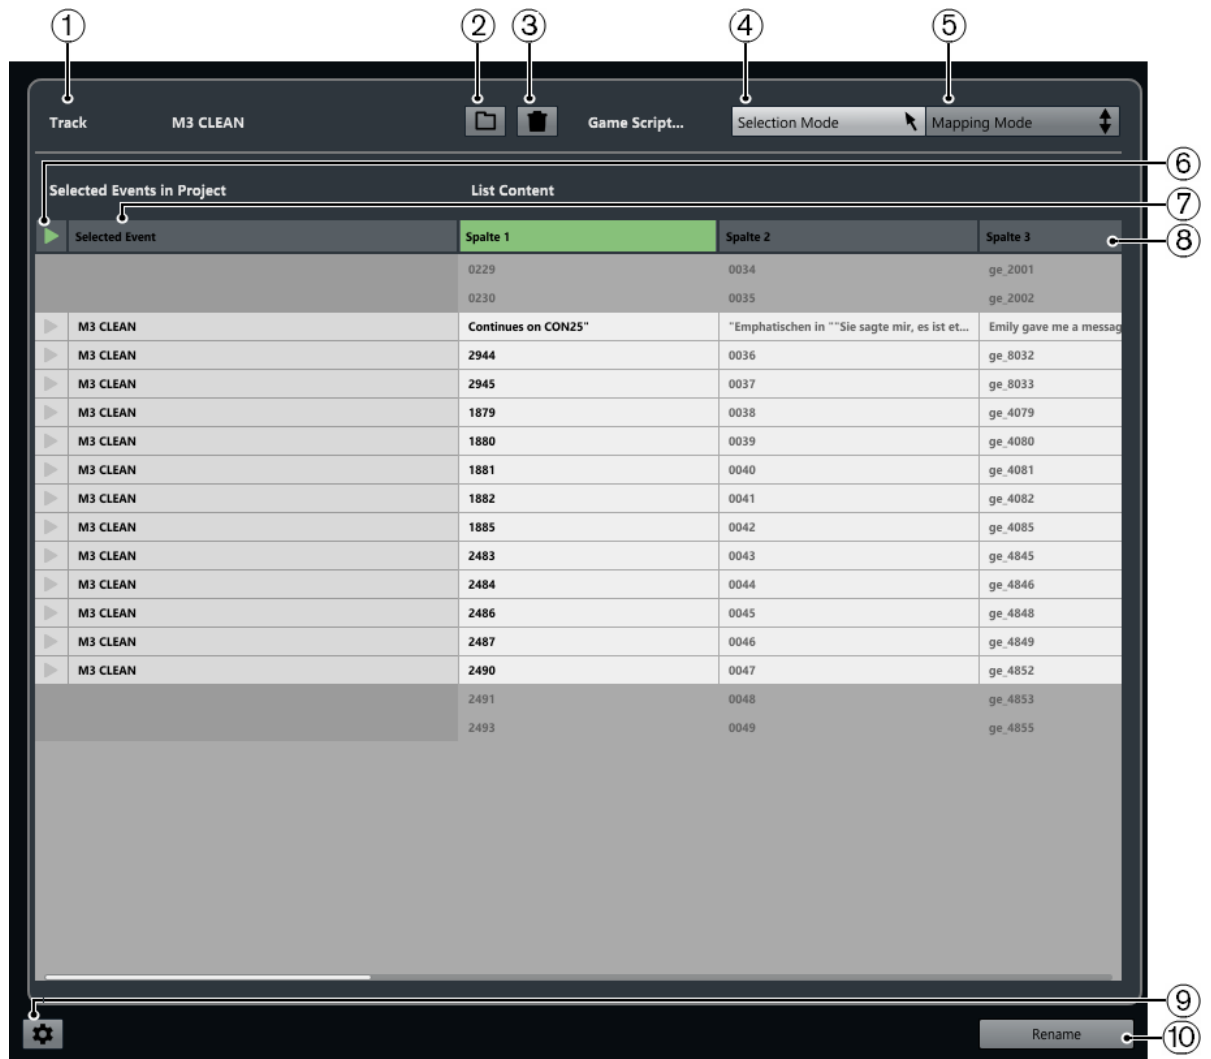 ① ② ③ ④ ⑤
Track M3 CLEAN Game Script... Selection Mode Mapping Mode
⑥
Selected Events in Project List Content
⑦
Selected Event Spalte 1 Spalte 2 Spalte 3 ⑧
0229 0034 ge_2001
0230 0035 ge_2002
M3 CLEAN Continues on CON25" "Emphatischen in ""Sie sagte mir, es ist et... Emily gave me a messag
M3 CLEAN 2944 0036 ge_8032
M3 CLEAN 2945 0037 ge_8033
M3 CLEAN 1879 0038 ge_4079
M3 CLEAN 1880 0039 ge_4080
M3 CLEAN 1881 0040 ge_4081
M3 CLEAN 1882 0041 ge_4082
M3 CLEAN 1885 0042 ge_4085
M3 CLEAN 2483 0043 ge_4845
M3 CLEAN 2484 0044 ge_4846
M3 CLEAN 2486 0045 ge_4848
M3 CLEAN 2487 0046 ge_4849
M3 CLEAN 2490 0047 ge_4852
2491 0048 ge_4853
2493 0049 ge_4855
⑨
Rename ⑩